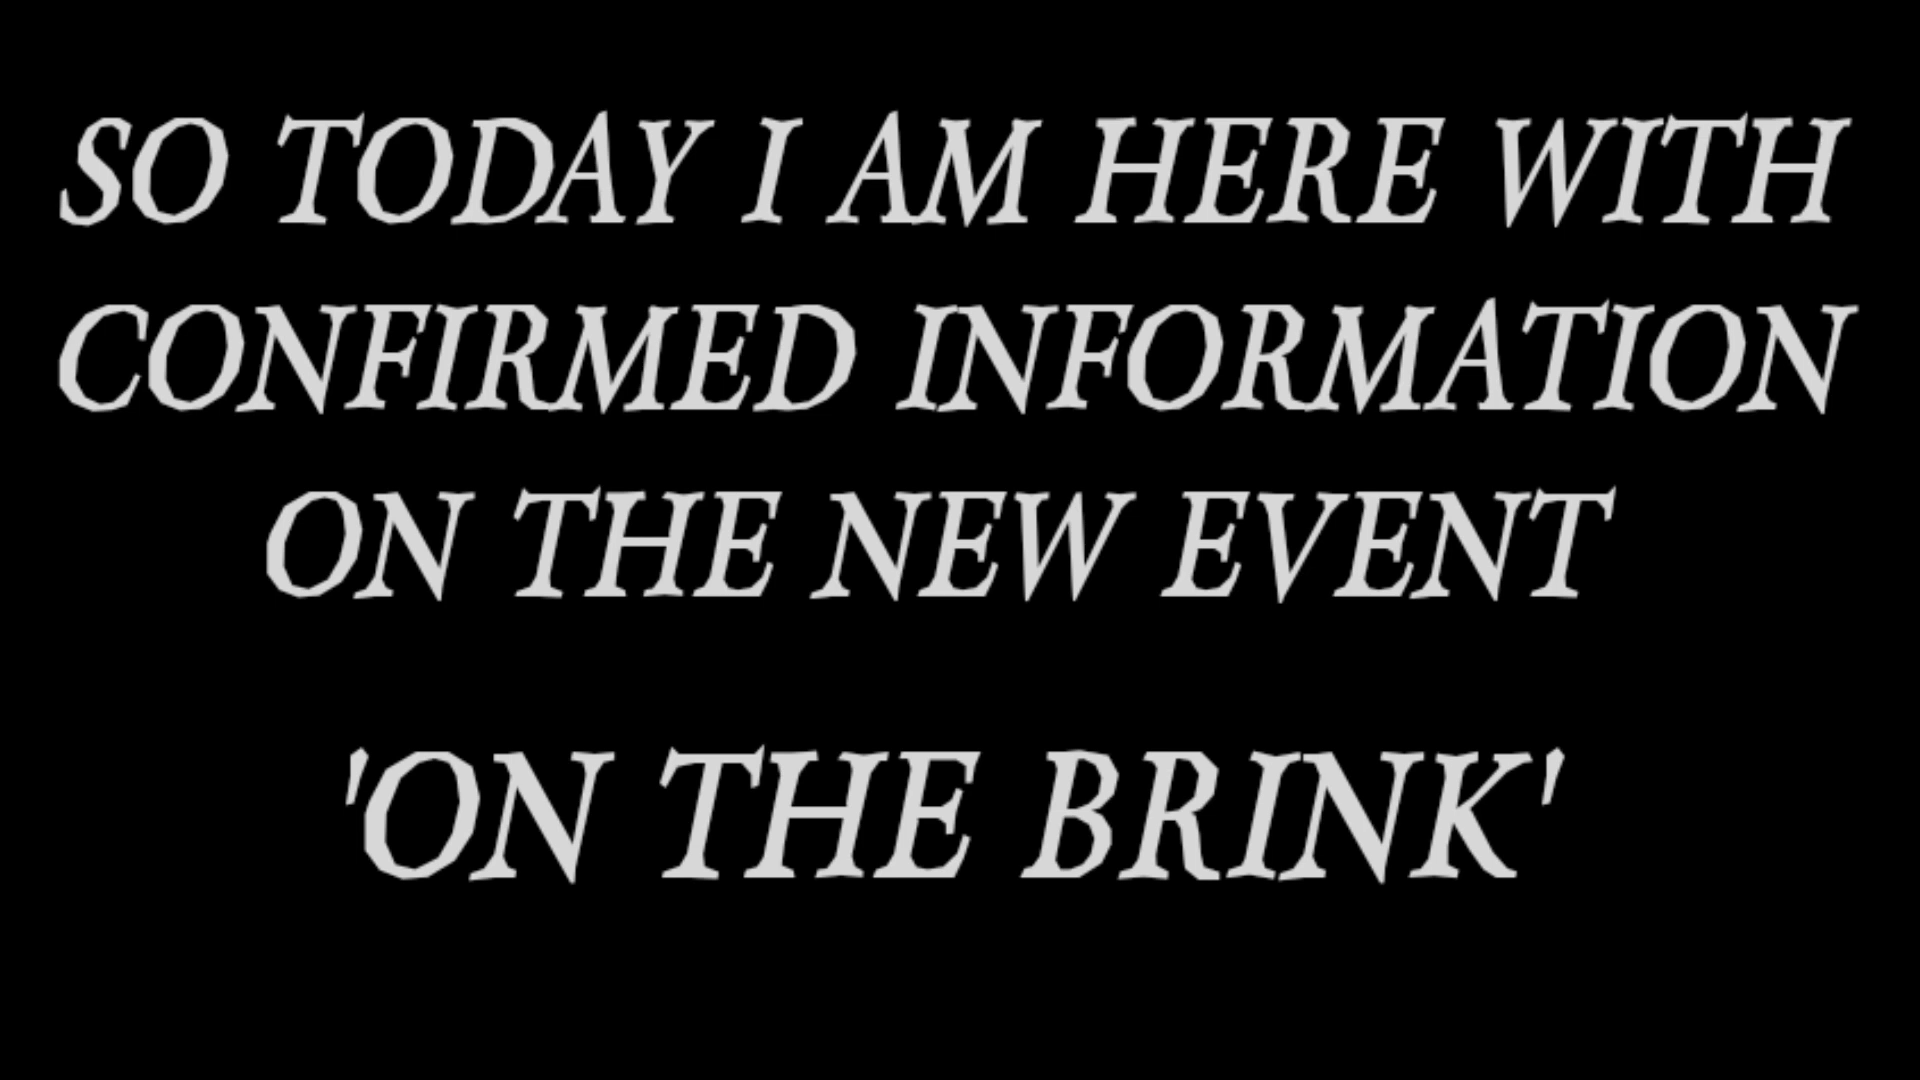 SO TODAY I AM HERE WITH
CONFIRMED INFORMATION
ON THE NEW EVENT
'ON THE BRINK'